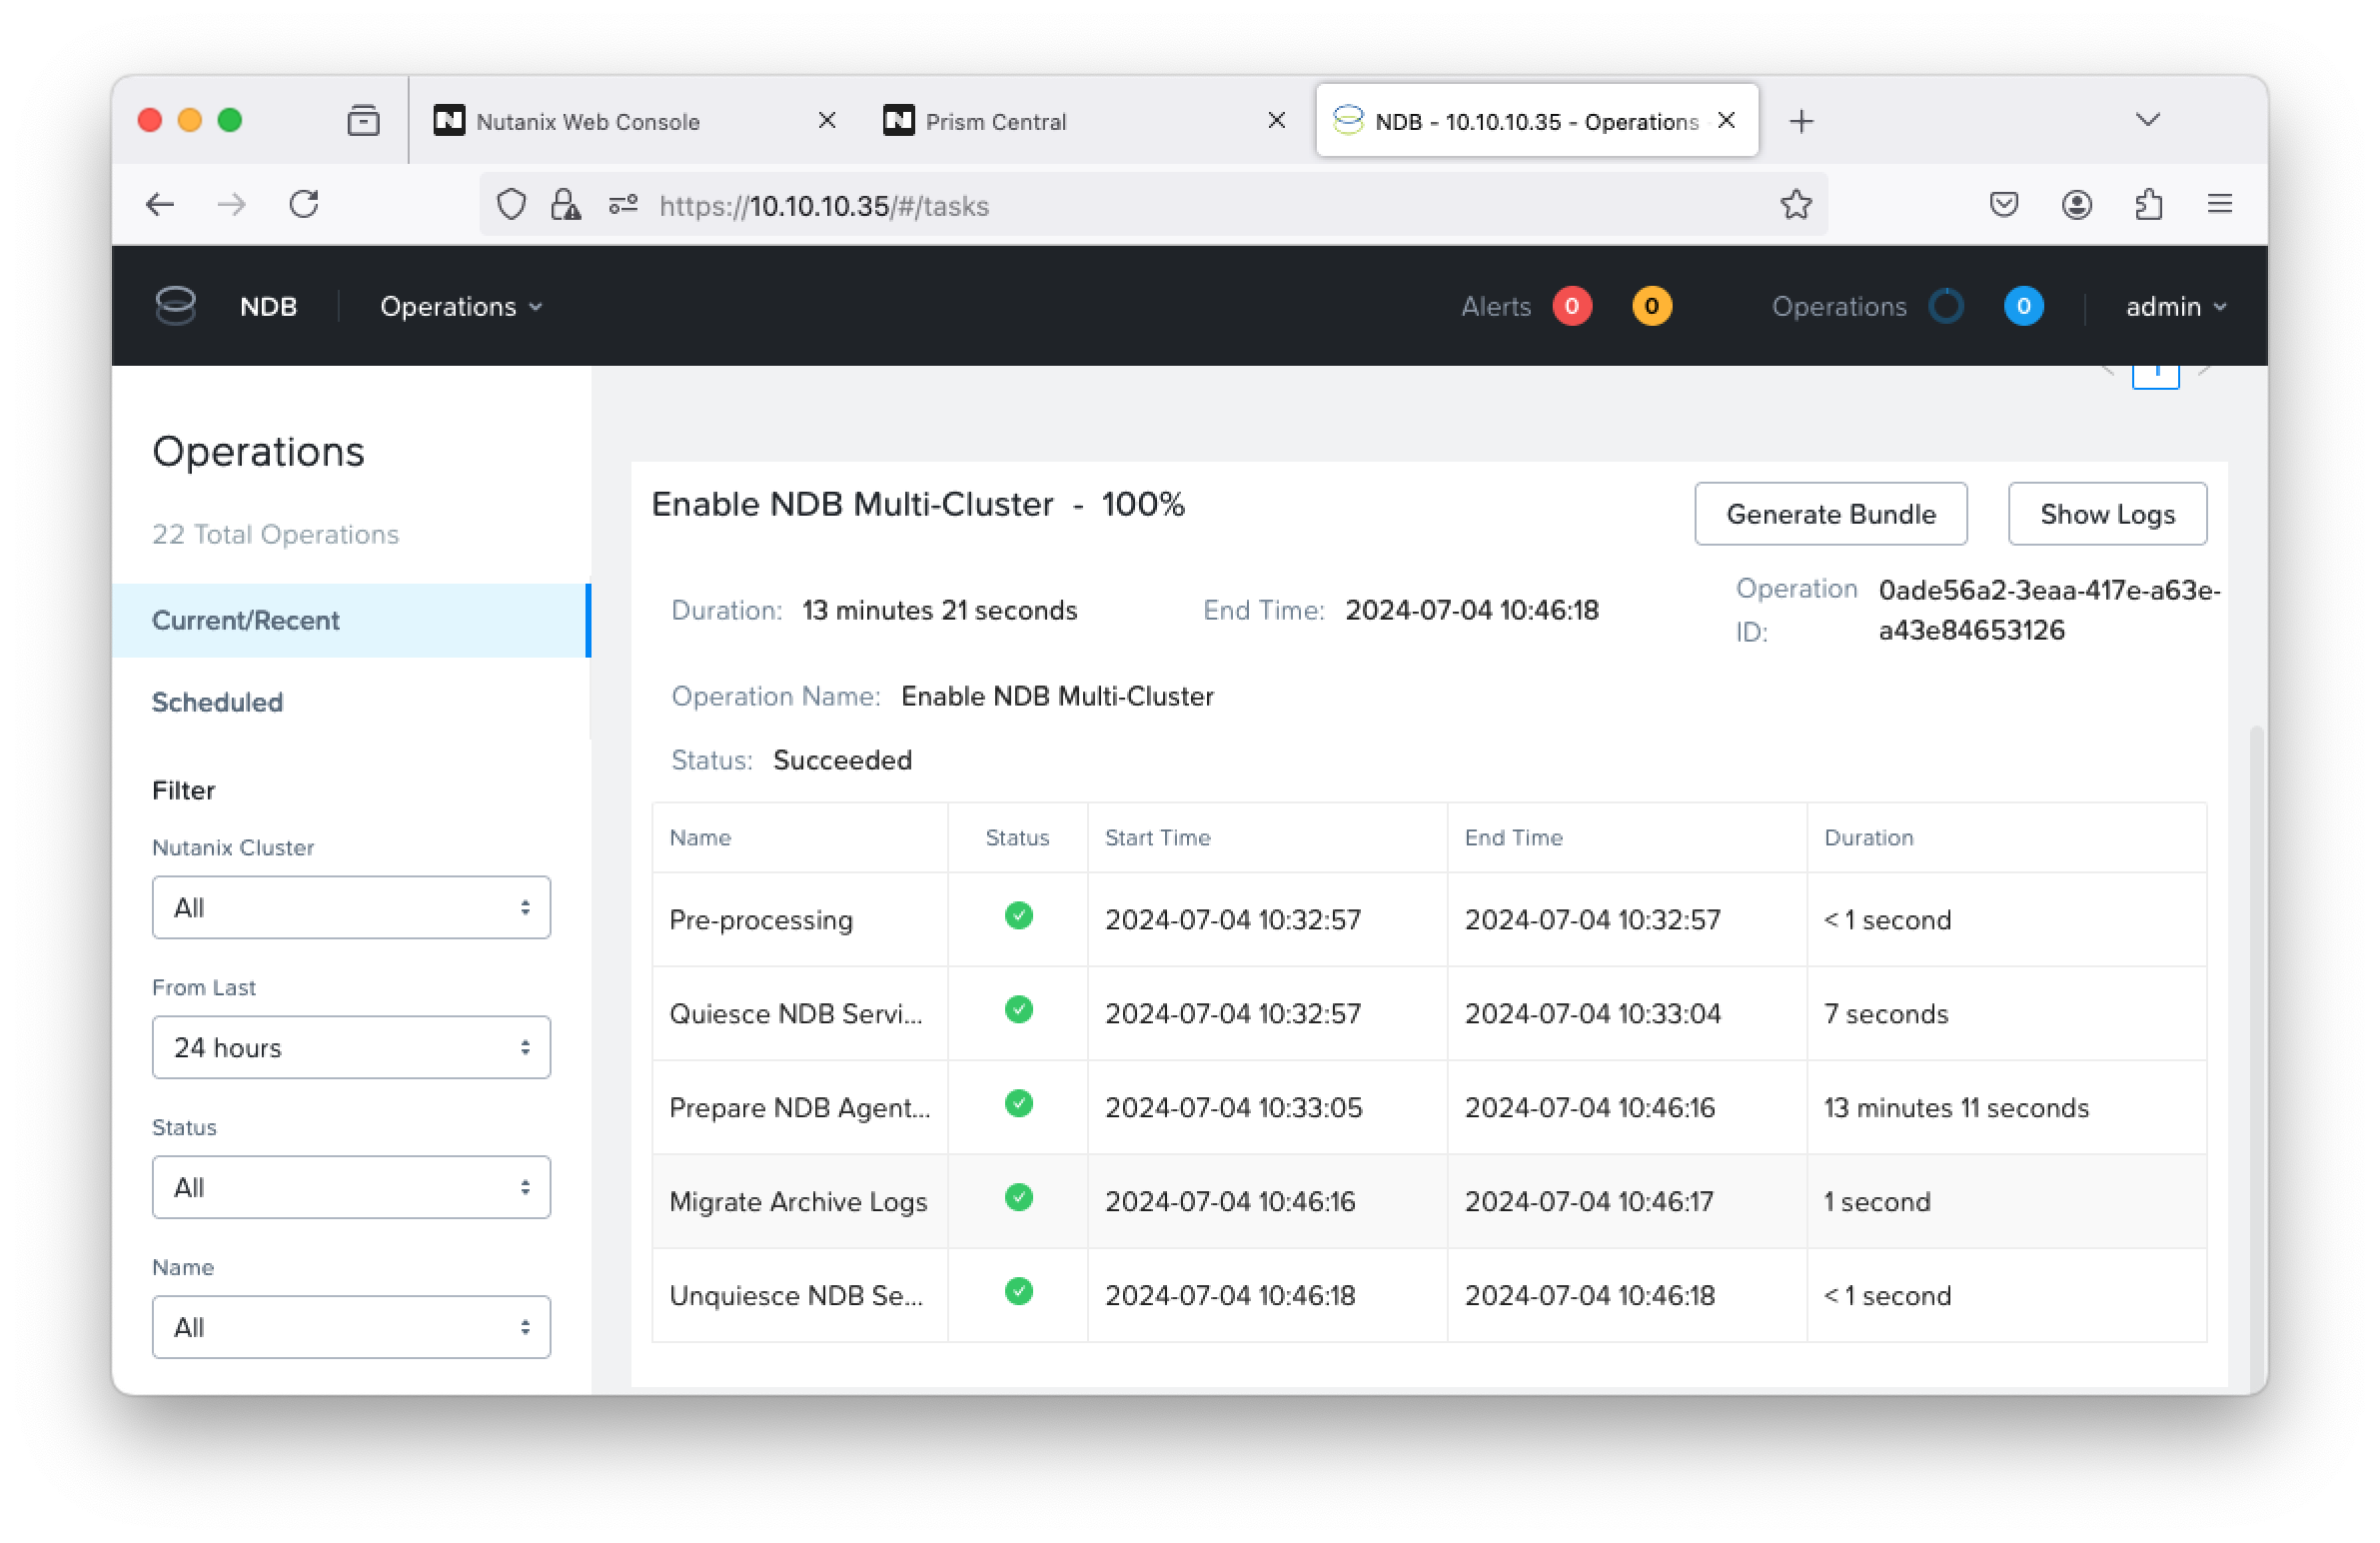 Nutanix Web Console
Prism Central
NDB - 10.10.10.35 - Operations
https://10.10.10.35/#/tasks
NDB
Operations
Alerts 0 0
Operations 0
admin
1
Operations
22 Total Operations
Current/Recent
Scheduled
Filter
Nutanix Cluster
All
From Last
24 hours
Status
All
Name
All
Enable NDB Multi-Cluster - 100%
Generate Bundle
Show Logs
Duration: 13 minutes 21 seconds
End Time: 2024-07-04 10:46:18
Operation ID: 0ade56a2-3eaa-417e-a63e-
a43e84653126
Operation Name: Enable NDB Multi-Cluster
Status: Succeeded
Name Status Start Time End Time Duration
Pre-processing 2024-07-04 10:32:57 2024-07-04 10:32:57 < 1 second
Quiesce NDB Servi... 2024-07-04 10:32:57 2024-07-04 10:33:04 7 seconds
Prepare NDB Agent... 2024-07-04 10:33:05 2024-07-04 10:46:16 13 minutes 11 seconds
Migrate Archive Logs 2024-07-04 10:46:16 2024-07-04 10:46:17 1 second
Unquiesce NDB Se... 2024-07-04 10:46:18 2024-07-04 10:46:18 < 1 second